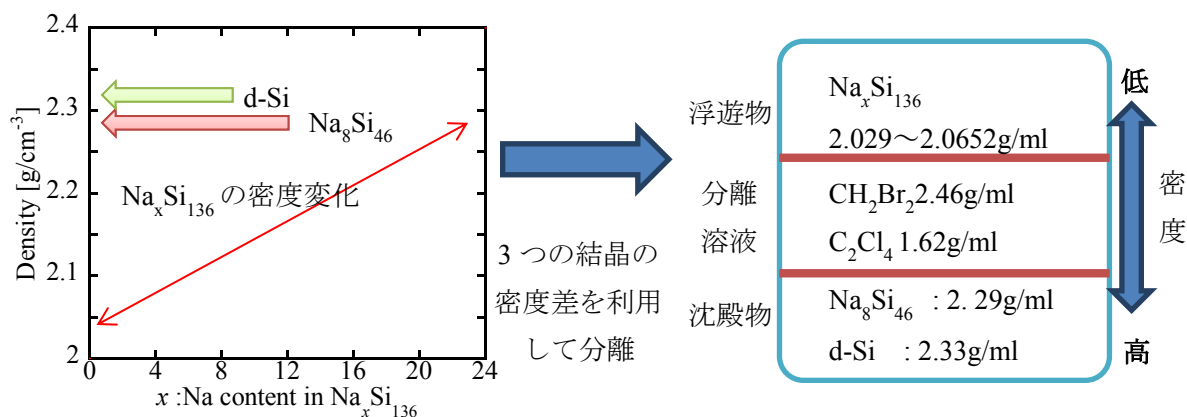 2.4
2.3
2.2
2.1
2
Density [g/cm⁻³]
d-Si
Na₈Si₄₆
NaₓSi₁₃₆ の密度変化
0 4 8 12 16 20 24
x :Na content in NaₓSi₁₃₆
3 つの結晶の
密度差を利用
して分離
浮遊物
NaₓSi₁₃₆
2.029～2.0652g/ml
分離
溶液
CH₂Br₂2.46g/ml
C₂Cl₄ 1.62g/ml
沈殿物
Na₈Si₄₆ : 2. 29g/ml
d-Si : 2.33g/ml
低
密度
高